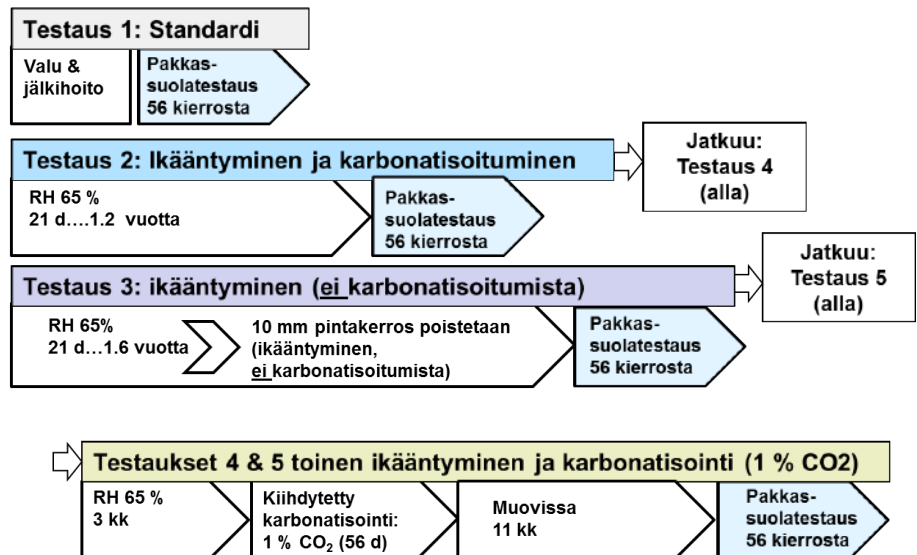 Testaus 1: Standardi
Valu &
jälkihoito
Pakkas-
suolatestaus
56 kierrosta
Testaus 2: Ikääntyminen ja karbonatisoituminen
RH 65 %
21 d....1.2 vuotta
Pakkas-
suolatestaus
56 kierrosta
Jatkuu:
Testaus 4
(alla)
Testaus 3: ikääntyminen (ei karbonatisoitumista)
RH 65%
21 d...1.6 vuotta
10 mm pintakerros poistetaan
(ikääntyminen,
ei karbonatisoitumista)
Pakkas-
suolatestaus
56 kierrosta
Jatkuu:
Testaus 5
(alla)
Testaukset 4 & 5 toinen ikääntyminen ja karbonatisointi (1 % CO2)
RH 65 %
3 kk
Kiihdytetty
karbonatisointi:
1 % CO₂ (56 d)
Muovissa
11 kk
Pakkas-
suolatestaus
56 kierrosta